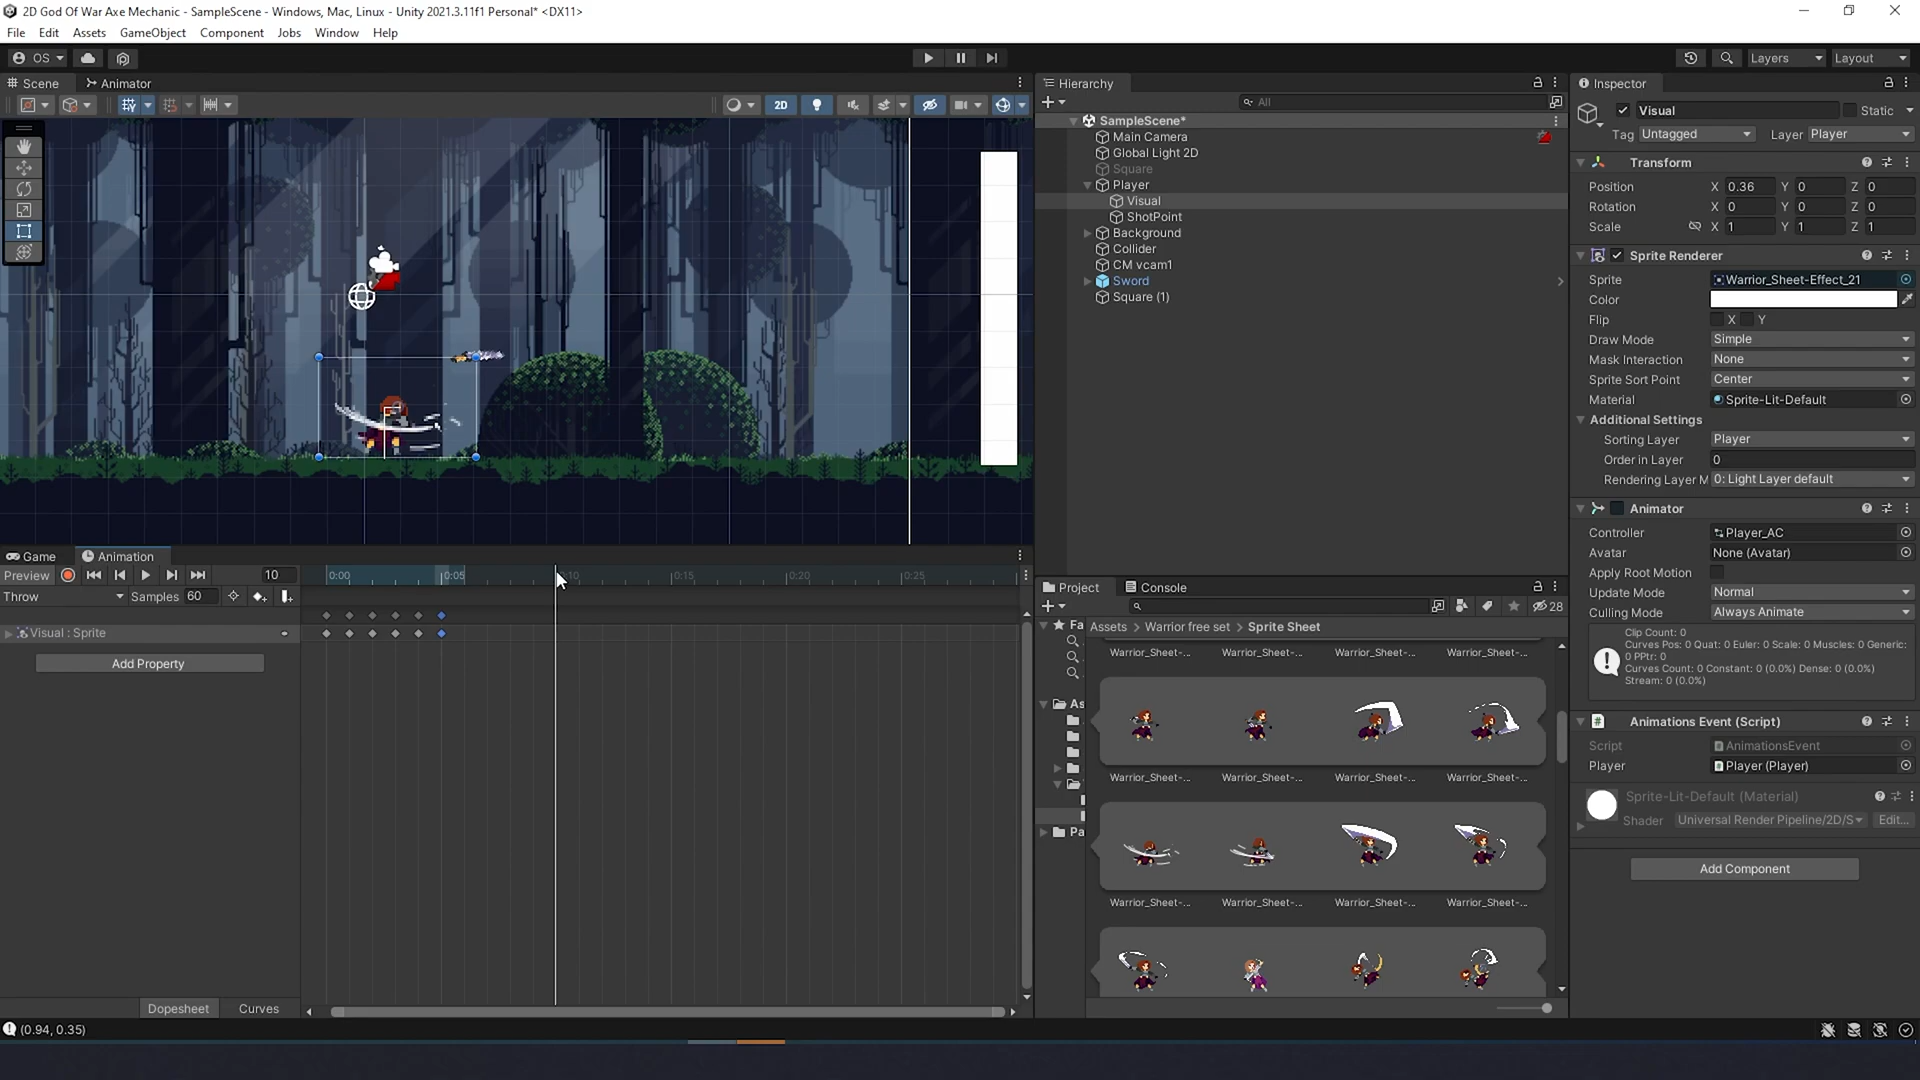 2D God Of War Axe Mechanic - SampleScene - Windows, Mac, Linux - Unity 2021.3.11f1 Personal* <DX11>
File Edit Assets GameObject Component Jobs Window Help
OS
Layers Layout
Scene Animator
2D
Hierarchy
All
SampleScene*
Main Camera
Global Light 2D
Square
Player
Visual
ShotPoint
Background
Collider
CM vcam1
Sword
Square (1)
Inspector
Visual Static
Tag Untagged Layer Player
Transform
Position X 0.36 Y 0 Z 0
Rotation X 0 Y 0 Z 0
Scale X 1 Y 1 Z 1
Sprite Renderer
Sprite Warrior_Sheet-Effect_21
Color
Flip X Y
Draw Mode Simple
Mask Interaction None
Sprite Sort Point Center
Material Sprite-Lit-Default
Additional Settings
Sorting Layer Player
Order in Layer 0
Rendering Layer M 0: Light Layer default
Animator
Controller Player_AC
Avatar None (Avatar)
Apply Root Motion
Update Mode Normal
Culling Mode Always Animate
Clip Count: 0
Curves Pos: 0 Quat: 0 Euler: 0 Scale: 0 Muscles: 0 Generic:
0 PPtr: 0
Curves Count: 0 Constant: 0 (0.0%) Dense: 0 (0.0%)
Stream: 0 (0.0%)
Animations Event (Script)
Script AnimationsEvent
Player Player (Player)
Sprite-Lit-Default (Material)
Shader Universal Render Pipeline/2D/S Edit...
Add Component
Game Animation
Preview 10 0:00 0:05 0:10 0:15 0:20 0:25
Throw Samples 60
Visual : Sprite
Add Property
Dopesheet Curves
Project Console
28
Fa
As
Pa
Assets > Warrior free set > Sprite Sheet
Warrior_Sheet-... Warrior_Sheet-... Warrior_Sheet-... Warrior_Sheet-...
Warrior_Sheet-... Warrior_Sheet-... Warrior_Sheet-... Warrior_Sheet-...
Warrior_Sheet-... Warrior_Sheet-... Warrior_Sheet-... Warrior_Sheet-...
(0.94, 0.35)